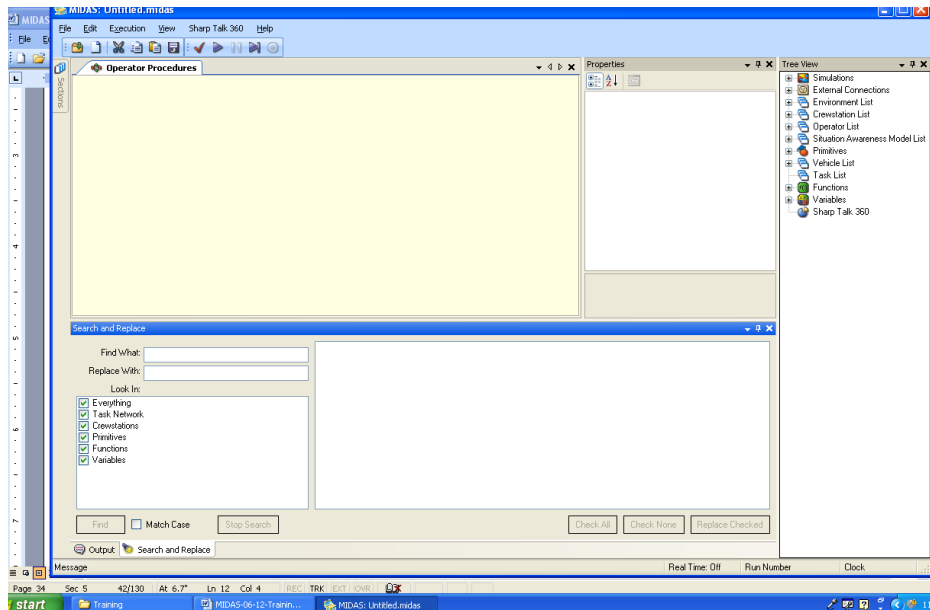 MIDAS
MIDAS: Untitled.midas
File Edit Execution View Sharp Talk 360 Help
File
Sections
Operator Procedures
Properties
Tree View
Simulations
External Connections
Environment List
Crewstation List
Operator List
Situation Awareness Model List
Primitives
Vehicle List
Task List
Functions
Variables
Sharp Talk 360
Search and Replace
Find What:
Replace With:
Look In:
Everything
Task Network
Crewstations
Primitives
Functions
Variables
Find Match Case Stop Search Check All Check None Replace Checked
Output Search and Replace
Message Real Time: Off Run Number Clock
Page 34 Sec 5 42/130 At 6.7" Ln 12 Col 4 REC TRK EXT OVR
start Training MIDAS-06-12-Trainin... MIDAS: Untitled.midas